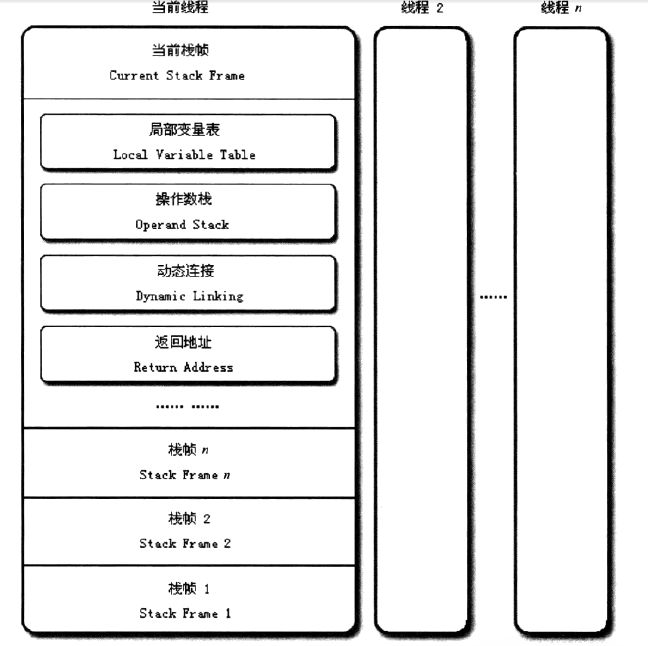 当前线程
线程 2
线程 n
当前栈帧
Current Stack Frame
局部变量表
Local Variable Table
操作数栈
Operand Stack
动态连接
Dynamic Linking
返回地址
Return Address
…… ……
栈帧 n
Stack Frame n
栈帧 2
Stack Frame 2
栈帧 1
Stack Frame 1
……